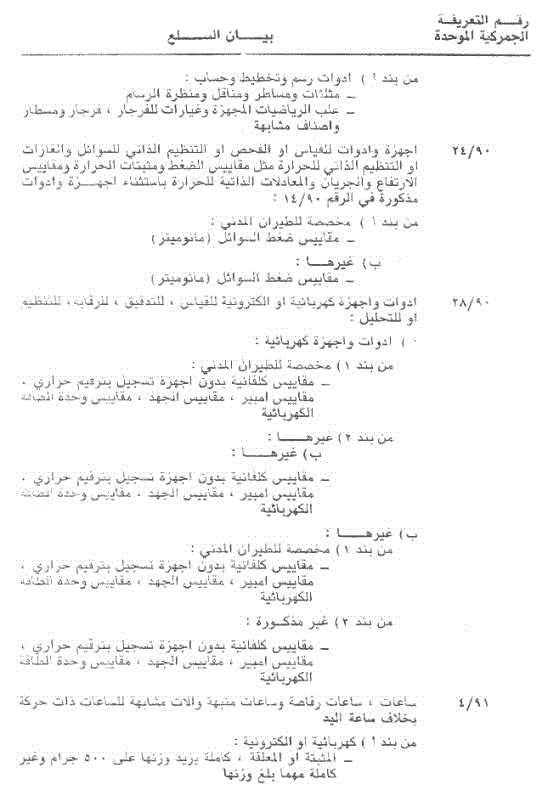 رقم التعريفة
الجمركية الموحدة
بيان السلع
من بند أ) ادوات رسم وتخطيط وحساب :
ـ مثلثات ومساطر ومناقل ومنظرة الرسام
ـ علب الرياضيات المجهزة وغيارات للفرجار ، فرجار ومسطار
واصناف مشابهة
٢٤/٩٠
اجهزة وادوات للقياس او الفحص او التنظيم الذاتي للسوائل والغازات
او التنظيم الذاتي للحرارة مثل مقاييس الضغط ومثبتات الحرارة ومقاييس
الارتفاع والجريان والمعادلات الذاتية للحرارة باستثناء اجهزة وادوات
مذكورة في الرقم ١٤/٩٠ :
من بند أ) مخصصة للطيران المدني :
ـ مقاييس ضغط السوائل (مانوميتر)
ب) غيرها :
ـ مقاييس ضغط السوائل (مانوميتر)
٢٨/٩٠
ادوات واجهزة كهربائية او الكترونية للقياس ، للتدقيق ، للرقابة ، للتنظيم
او للتحليل :
أ) ادوات واجهزة كهربائية :
من بند ١) مخصصة للطيران المدني :
ـ مقاييس كلفانية بدون اجهزة تسجيل بترقيم حراري ،
مقاييس امبير ، مقاييس الجهد ، مقاييس وحدة الطاقة
الكهربائية
من بند ٢) غيرها :
ب) غيرها :
ـ مقاييس كلفانية بدون اجهزة تسجيل بترقيم حراري ،
مقاييس امبير ، مقاييس الجهد ، مقاييس وحدة الطاقة
الكهربائية
ب) غيرها :
من بند ١) مخصصة للطيران المدني :
ـ مقاييس كلفانية بدون اجهزة تسجيل بترقيم حراري ،
مقاييس امبير ، مقاييس الجهد ، مقاييس وحدة الطاقة
الكهربائية
من بند ٢) غير مذكورة :
ـ مقاييس كلفانية بدون اجهزة تسجيل بترقيم حراري ،
مقاييس امبير ، مقاييس الجهد ، مقاييس وحدة الطاقة
الكهربائية
٤/٩١
ساعات ، ساعات رقاصة وساعات منبهة والات مشابهة للساعات ذات حركة
بخلاف ساعة اليد
من بند أ) كهربائية او الكترونية :
ـ المثبتة او المعلقة ، كاملة يزيد وزنها على ٥٠٠ جرام وغير
كاملة مهما بلغ وزنها